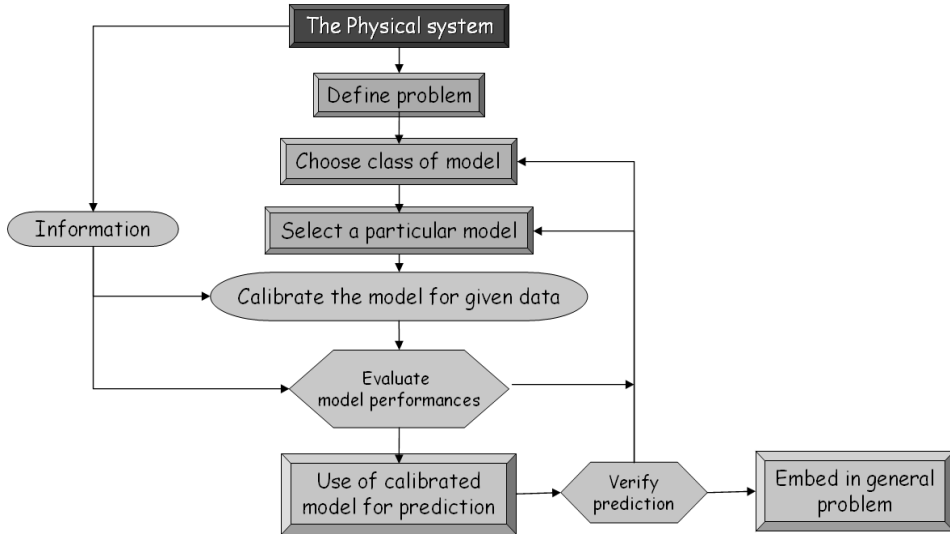 The Physical system
Define problem
Choose class of model
Information
Select a particular model
Calibrate the model for given data
Evaluate
model performances
Use of calibrated
model for prediction
Verify
prediction
Embed in general
problem